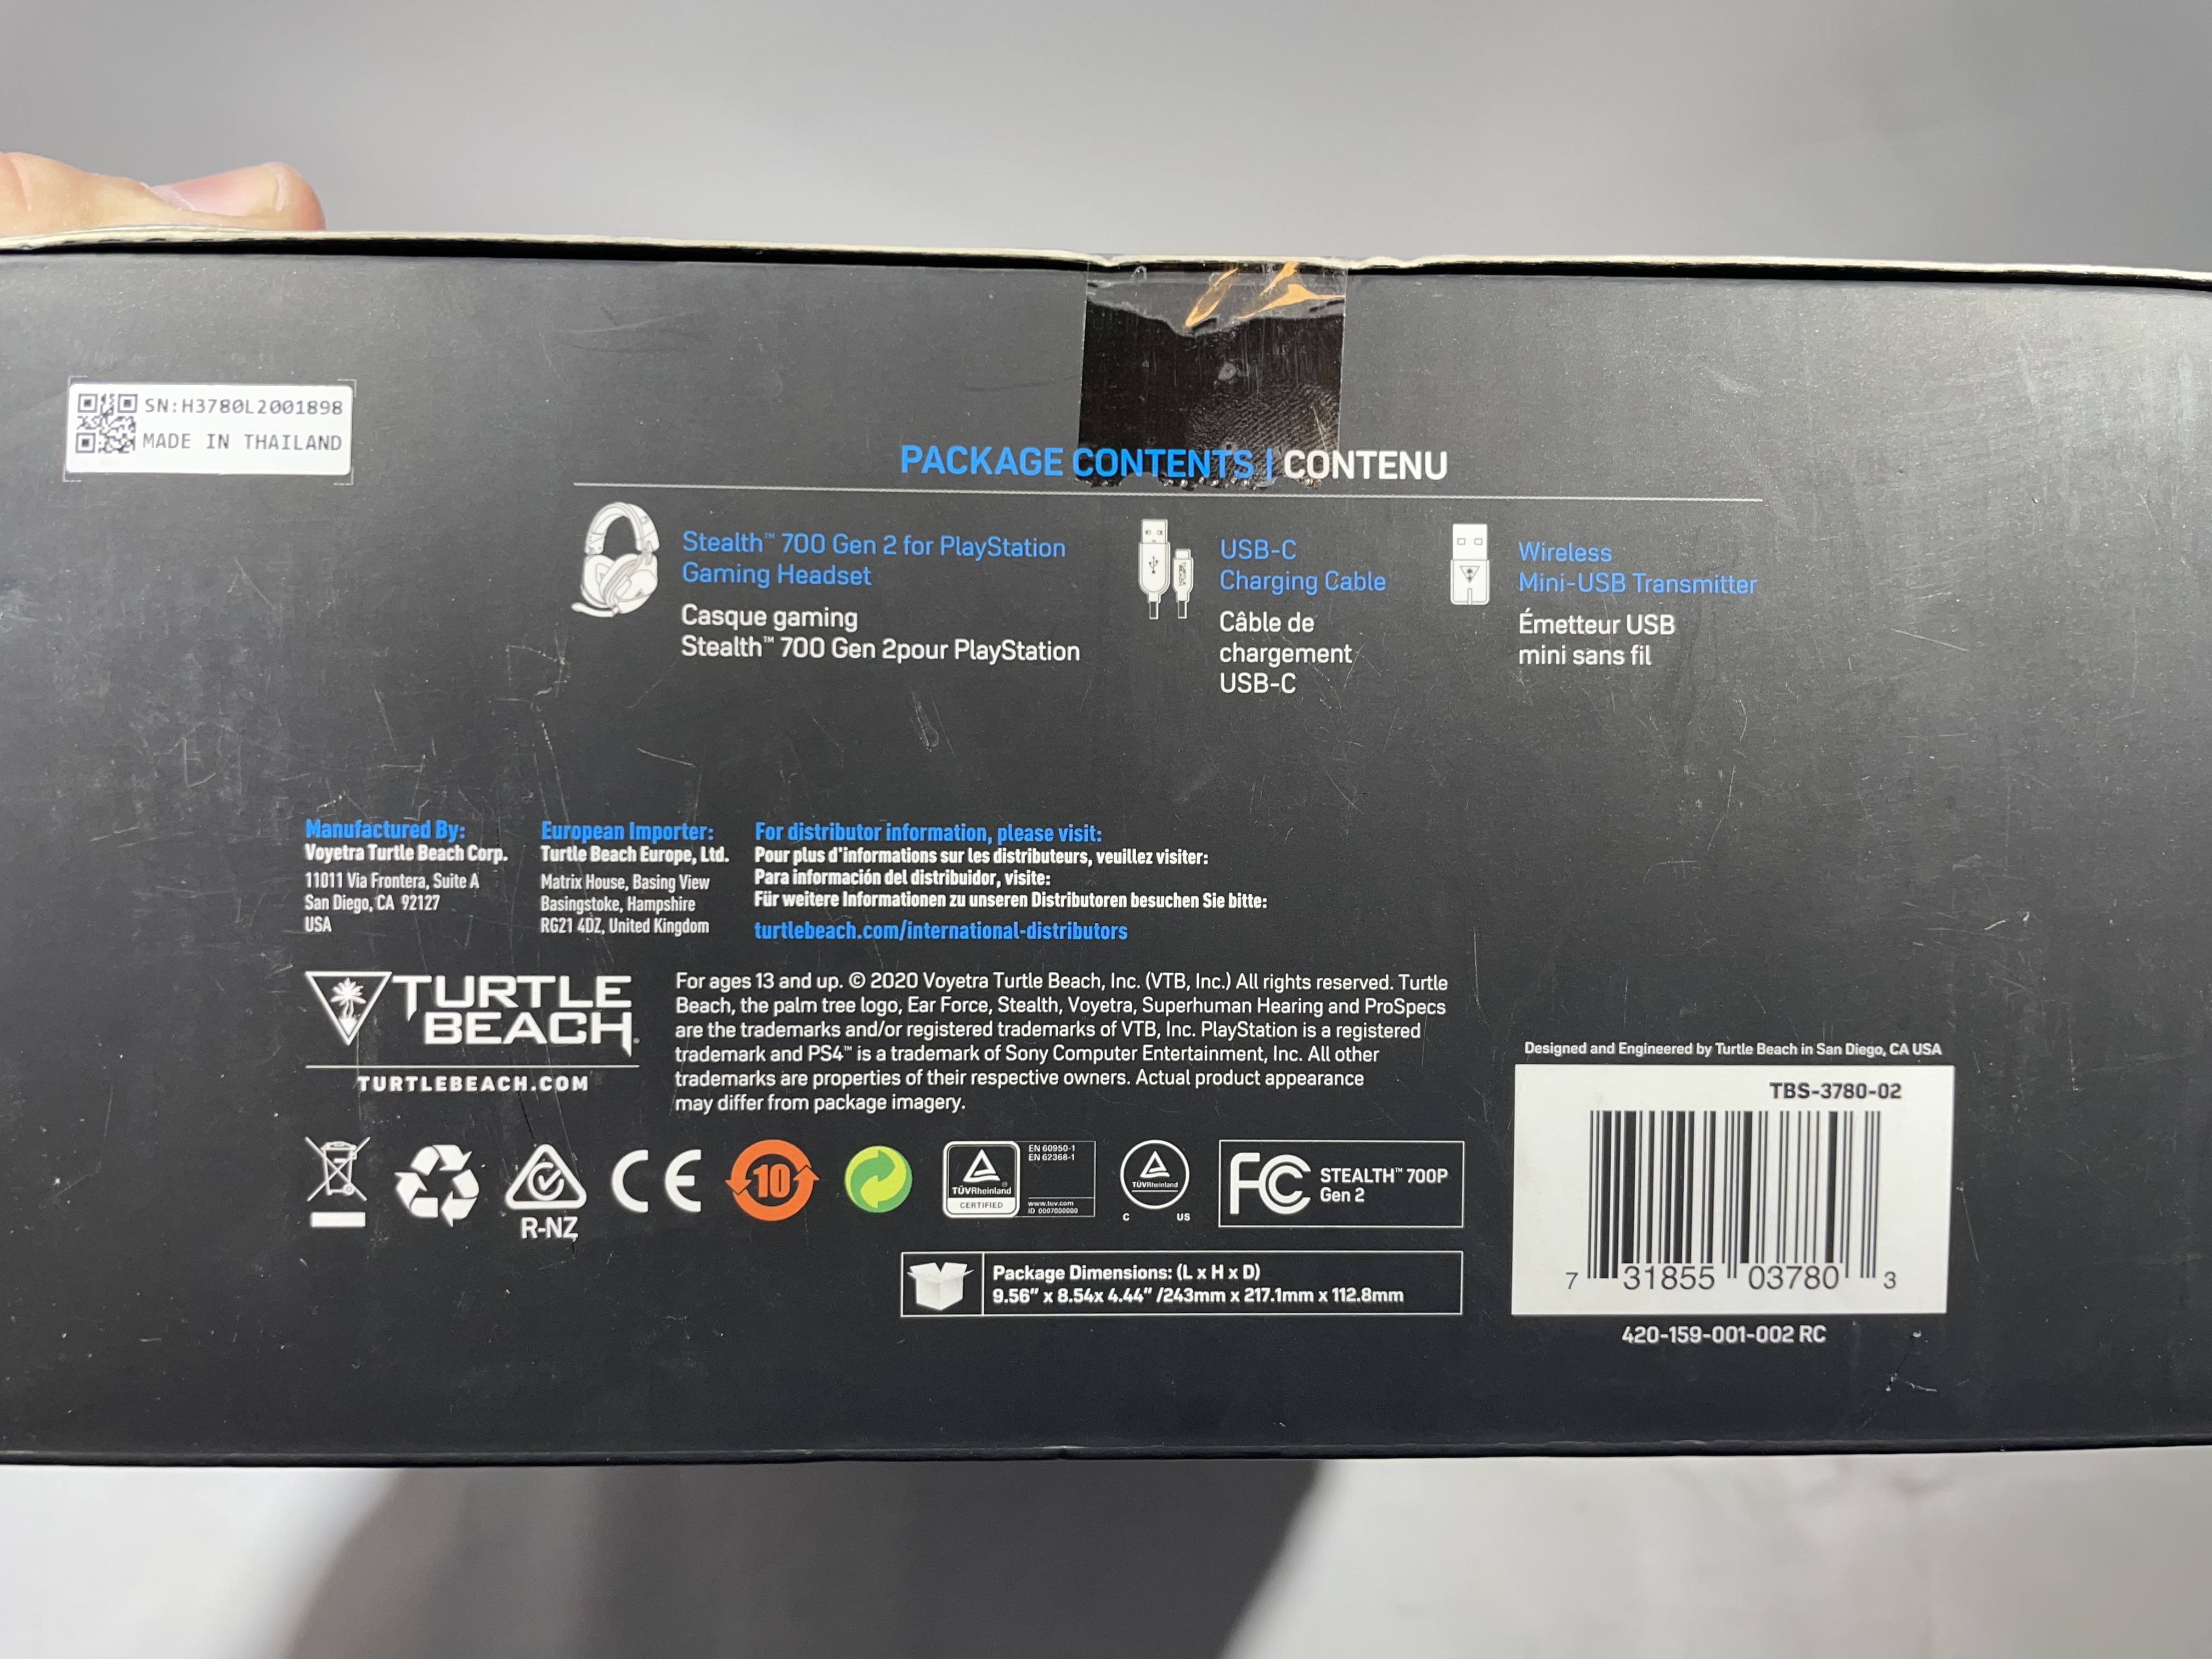 SN:H3780L2001898
MADE IN THAILAND
PACKAGE CONTENTS | CONTENU
Stealth™ 700 Gen 2 for PlayStation
Gaming Headset
Casque gaming
Stealth™ 700 Gen 2pour PlayStation
USB-C
Charging Cable
Câble de
chargement
USB-C
Wireless
Mini-USB Transmitter
Émetteur USB
mini sans fil
Manufactured By:
Voyetra Turtle Beach Corp.
11011 Via Frontera, Suite A
San Diego, CA 92127
USA
European Importer:
Turtle Beach Europe, Ltd.
Matrix House, Basing View
Basingstoke, Hampshire
RG21 4DZ, United Kingdom
For distributor information, please visit:
Pour plus d'informations sur les distributeurs, veuillez visiter:
Para información del distribuidor, visite:
Für weitere Informationen zu unseren Distributoren besuchen Sie bitte:
turtlebeach.com/international-distributors
TURTLE
BEACH®
TURTLEBEACH.COM
For ages 13 and up. © 2020 Voyetra Turtle Beach, Inc. (VTB, Inc.) All rights reserved. Turtle
Beach, the palm tree logo, Ear Force, Stealth, Voyetra, Superhuman Hearing and ProSpecs
are the trademarks and/or registered trademarks of VTB, Inc. PlayStation is a registered
trademark and PS4™ is a trademark of Sony Computer Entertainment, Inc. All other
trademarks are properties of their respective owners. Actual product appearance
may differ from package imagery.
R-NZ
CE
10
TÜVRheinland
CERTIFIED
EN 60950-1
EN 62368-1
www.tuv.com
ID 0007000000
TÜVRheinland
C US
FC
STEALTH™ 700P
Gen 2
Package Dimensions: (L x H x D)
9.56” x 8.54x 4.44” /243mm x 217.1mm x 112.8mm
Designed and Engineered by Turtle Beach in San Diego, CA USA
TBS-3780-02
7 31855 03780 3
420-159-001-002 RC